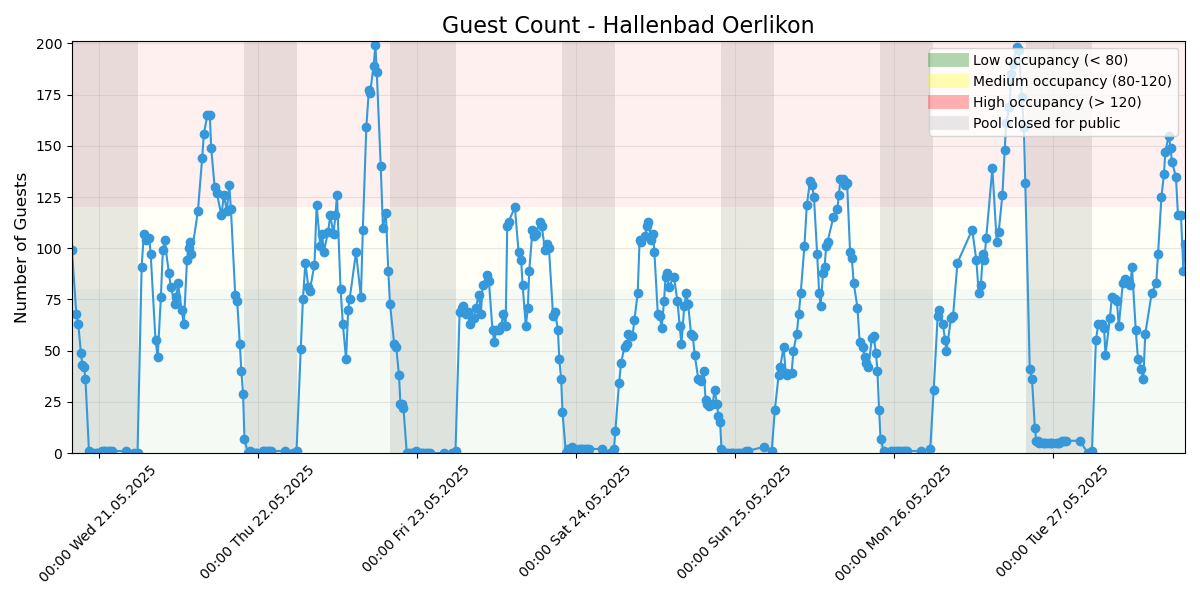 Guest Count - Hallenbad Oerlikon
Number of Guests
200
175
150
125
100
75
50
25
0
Low occupancy (< 80)
Medium occupancy (80-120)
High occupancy (> 120)
Pool closed for public
00:00 Wed 21.05.2025
00:00 Thu 22.05.2025
00:00 Fri 23.05.2025
00:00 Sat 24.05.2025
00:00 Sun 25.05.2025
00:00 Mon 26.05.2025
00:00 Tue 27.05.2025